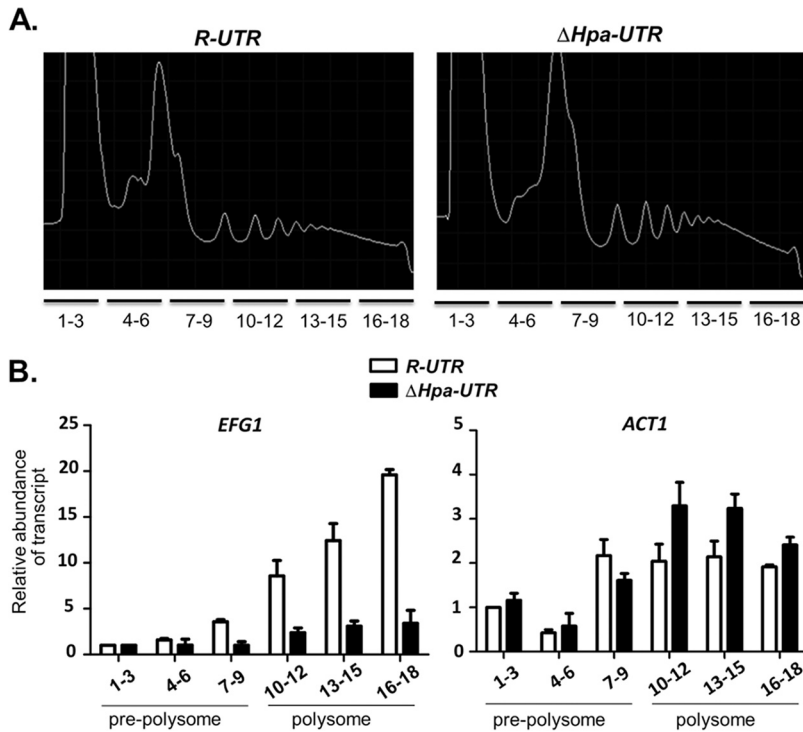 A.
R-UTR
ΔHpa-UTR
1-3 4-6 7-9 10-12 13-15 16-18
1-3 4-6 7-9 10-12 13-15 16-18
B.
R-UTR
ΔHpa-UTR
EFG1
Relative abundance
of transcript
25
20
15
10
5
0
1-3 4-6 7-9 10-12 13-15 16-18
pre-polysome polysome
ACT1
5
4
3
2
1
0
1-3 4-6 7-9 10-12 13-15 16-18
pre-polysome polysome